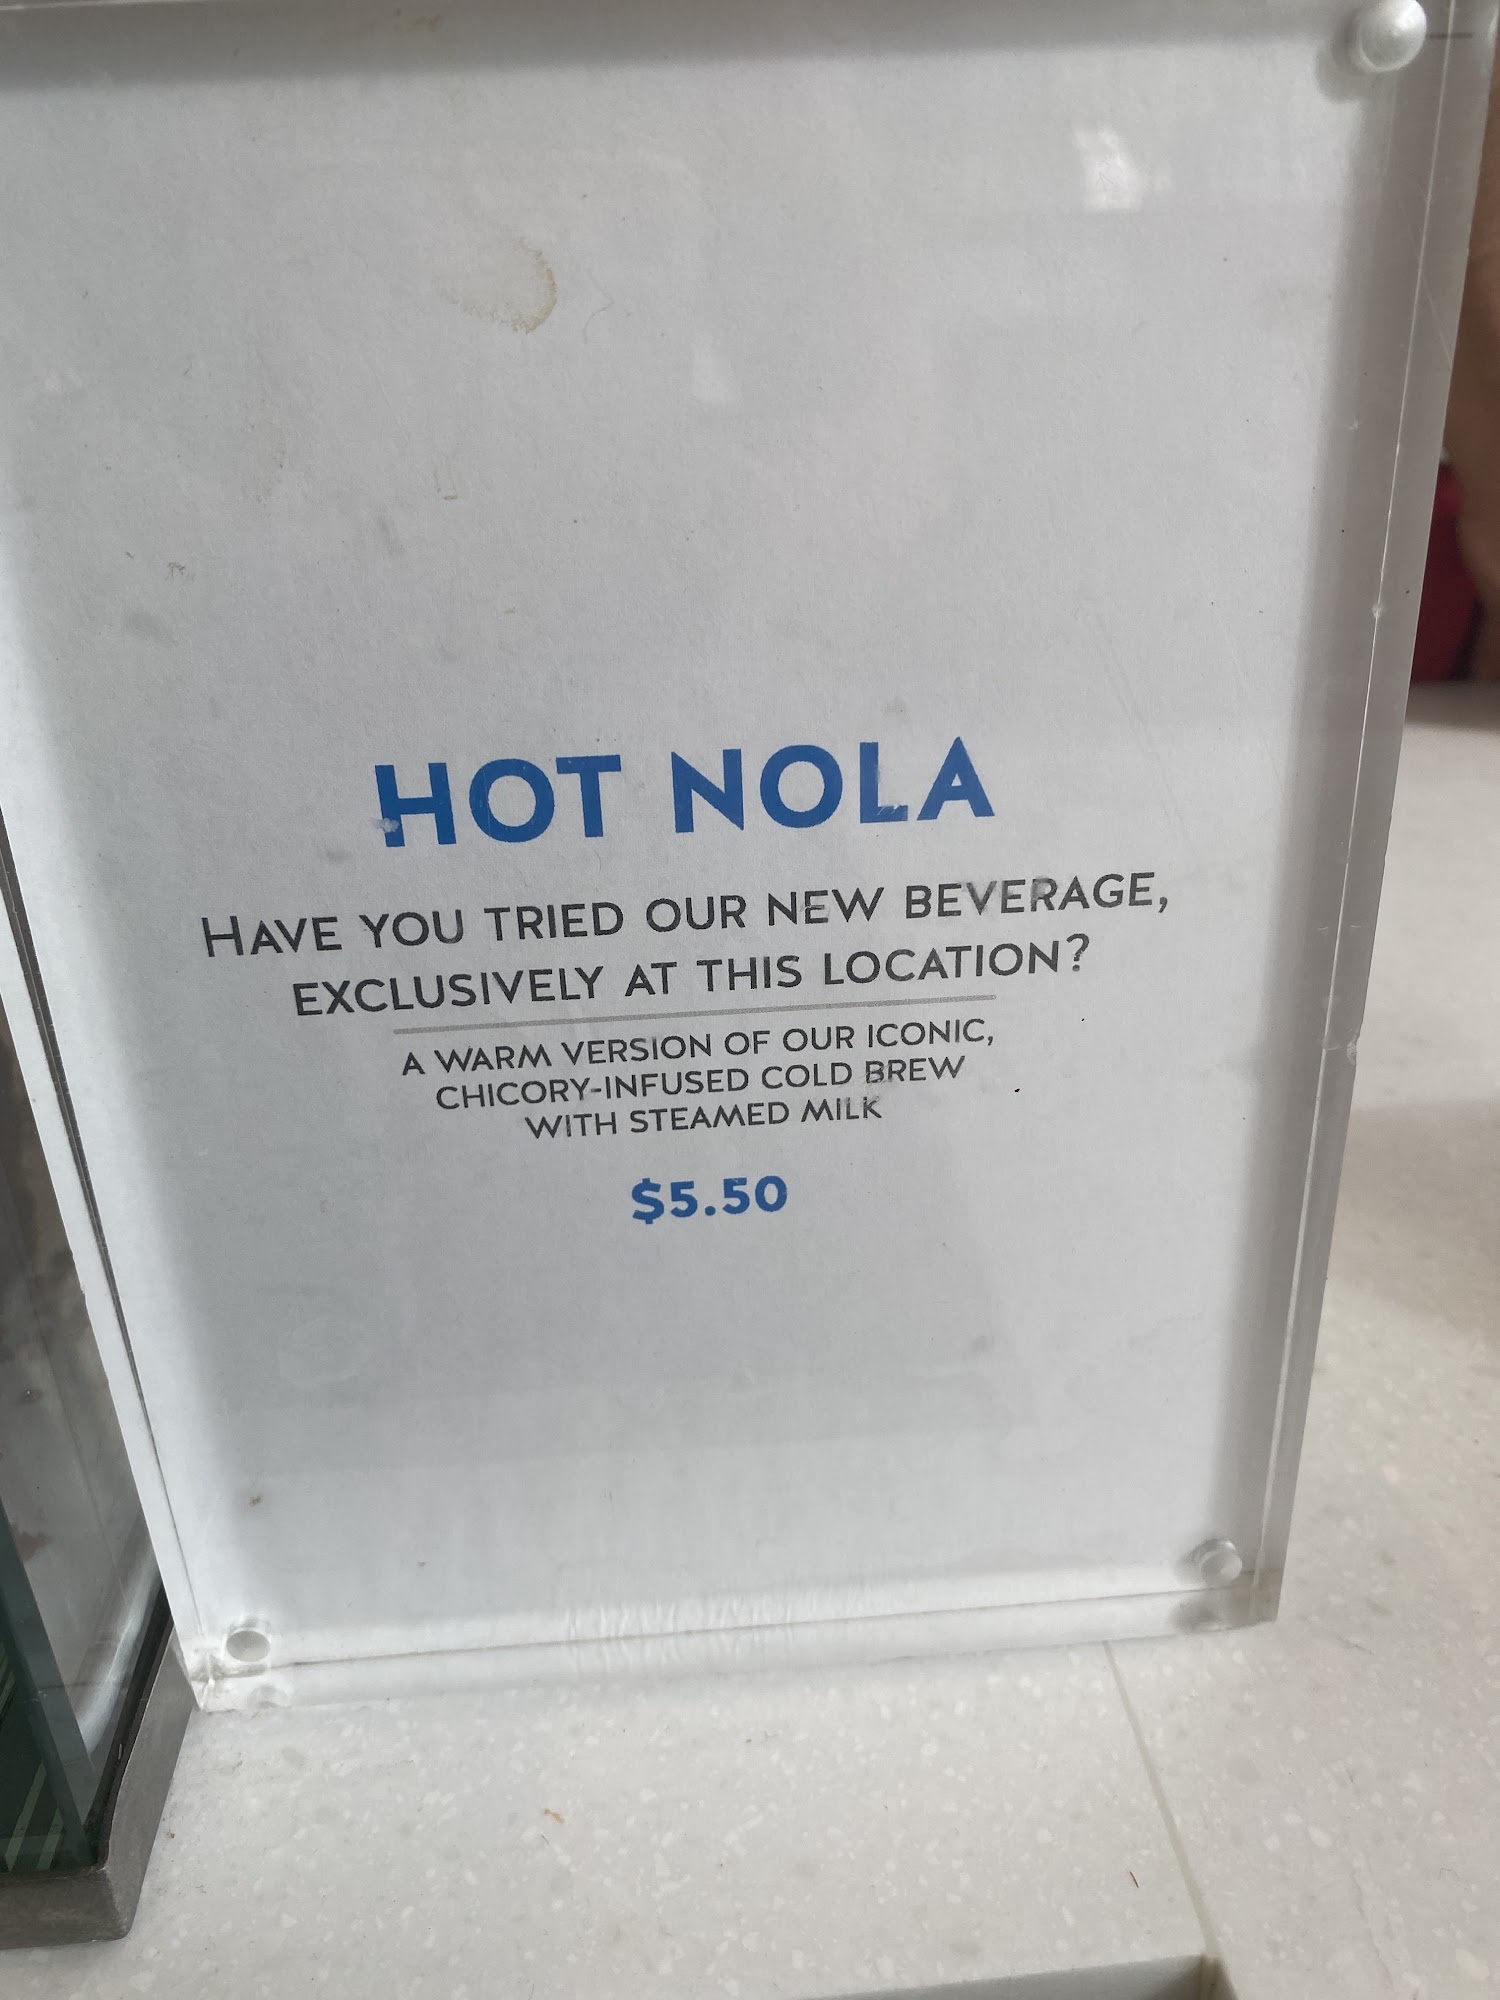 HOT NOLA
HAVE YOU TRIED OUR NEW BEVERAGE,
EXCLUSIVELY AT THIS LOCATION?
A WARM VERSION OF OUR ICONIC,
CHICORY-INFUSED COLD BREW
WITH STEAMED MILK
$5.50